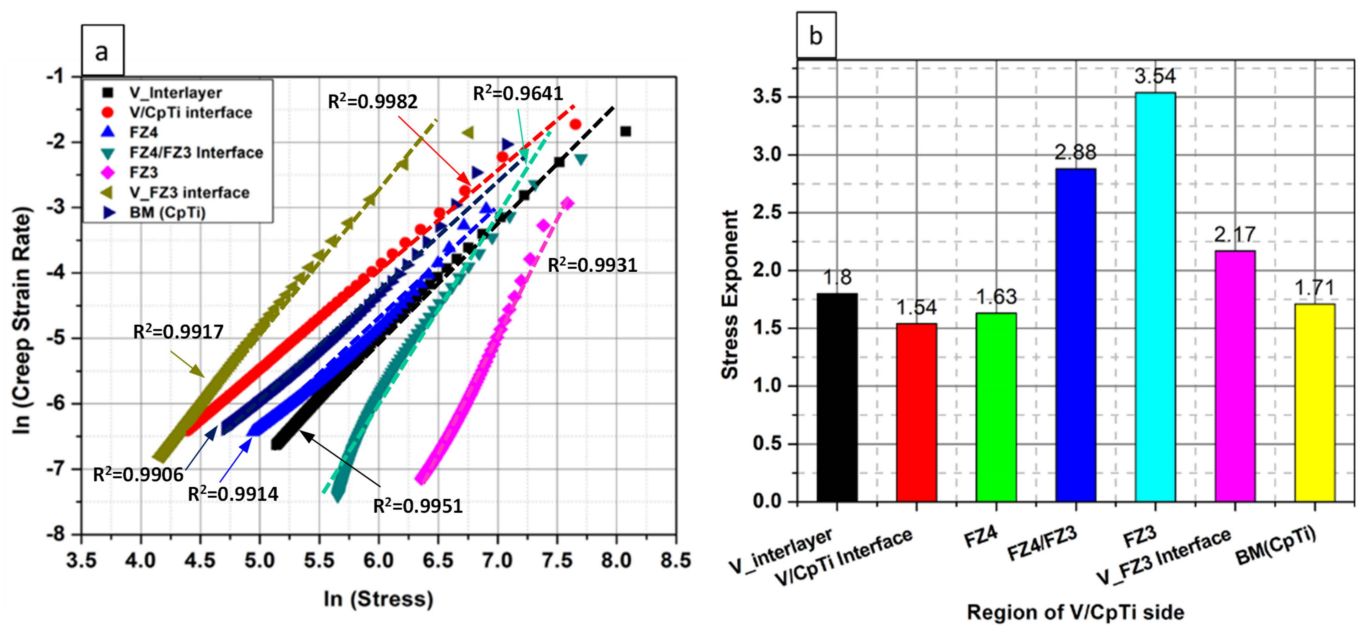 a
-1
-2
-3
-4
-5
-6
-7
-8
ln (Creep Strain Rate)
V_Interlayer
V/CpTi interface
FZ4
FZ4/FZ3 Interface
FZ3
V_FZ3 interface
BM (CpTi)
R²=0.9982
R²=0.9641
R²=0.9931
R²=0.9917
R²=0.9906
R²=0.9914
R²=0.9951
3.5 4.0 4.5 5.0 5.5 6.0 6.5 7.0 7.5 8.0 8.5
ln (Stress)
b
3.5
3.0
2.5
2.0
1.5
1.0
0.5
0.0
Stress Exponent
1.8
1.54
1.63
2.88
3.54
2.17
1.71
V_interlayer
V/CpTi Interface
FZ4
FZ4/FZ3
FZ3
V_FZ3 Interface
BM(CpTi)
Region of V/CpTi side